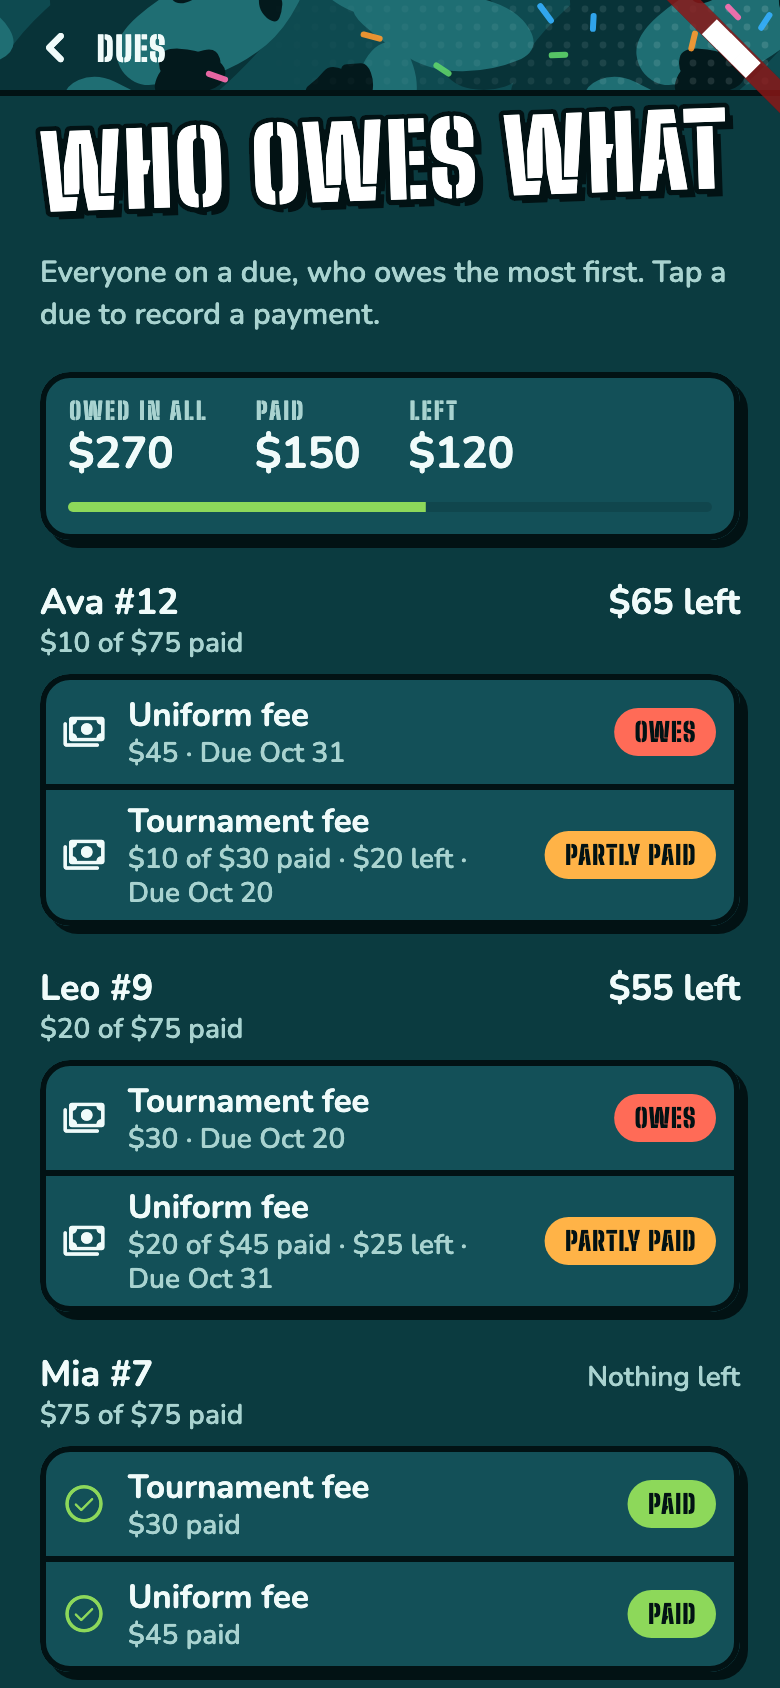 DUES
WHO OWES WHAT
Everyone on a due, who owes the most first. Tap a
due to record a payment.
OWED IN ALL PAID LEFT
$270 $150 $120
Ava #12 $65 left
$10 of $75 paid
Uniform fee
$45 · Due Oct 31
OWES
Tournament fee
$10 of $30 paid · $20 left ·
Due Oct 20
PARTLY PAID
Leo #9 $55 left
$20 of $75 paid
Tournament fee
$30 · Due Oct 20
OWES
Uniform fee
$20 of $45 paid · $25 left ·
Due Oct 31
PARTLY PAID
Mia #7 Nothing left
$75 of $75 paid
Tournament fee
$30 paid
PAID
Uniform fee
$45 paid
PAID